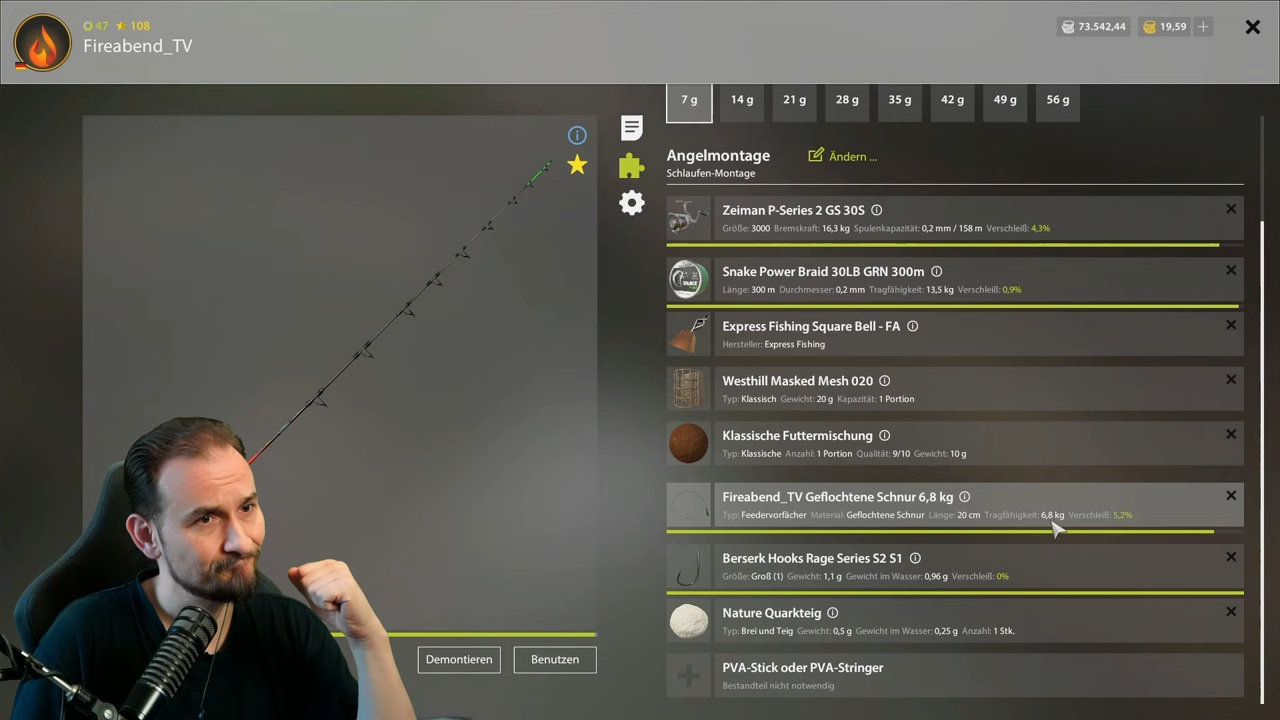 47 108
Fireabend_TV
73.542,44 19,59
7 g 14 g 21 g 28 g 35 g 42 g 49 g 56 g
Angelmontage Ändern ...
Schlaufen-Montage
Zeiman P-Series 2 GS 30S
Größe: 3000 Bremskraft: 16,3 kg Spulenkapazität: 0,2 mm / 158 m Verschleiß: 4,3%
Snake Power Braid 30LB GRN 300m
Länge: 300 m Durchmesser: 0,2 mm Tragfähigkeit: 13,5 kg Verschleiß: 0,9%
Express Fishing Square Bell - FA
Hersteller: Express Fishing
Westhill Masked Mesh 020
Typ: Klassisch Gewicht: 20 g Kapazität: 1 Portion
Klassische Futtermischung
Typ: Klassische Anzahl: 1 Portion Qualität: 9/10 Gewicht: 10 g
Fireabend_TV Geflochtene Schnur 6,8 kg
Typ: Feedervorfächer Material: Geflochtene Schnur Länge: 20 cm Tragfähigkeit: 6,8 kg Verschleiß: 5,2%
Berserk Hooks Rage Series S2 S1
Größe: Groß (1) Gewicht: 1,1 g Gewicht im Wasser: 0,96 g Verschleiß: 0%
Nature Quarkteig
Typ: Brei und Teig Gewicht: 0,5 g Gewicht im Wasser: 0,25 g Anzahl: 1 Stk.
PVA-Stick oder PVA-Stringer
Bestandteil nicht notwendig
Demontieren Benutzen